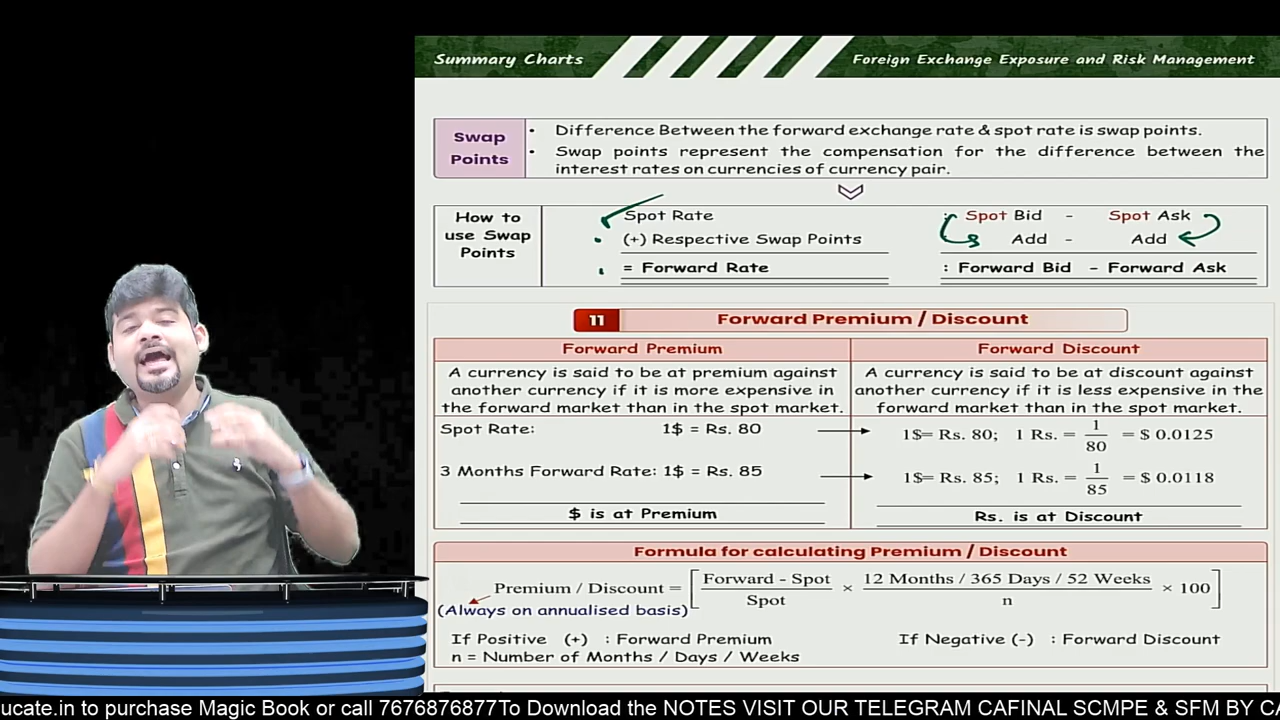 Summary Charts
Foreign Exchange Exposure and Risk Management
Swap Points
• Difference Between the forward exchange rate & spot rate is swap points.
• Swap points represent the compensation for the difference between the
interest rates on currencies of currency pair.
How to
use Swap
Points
Spot Rate : Spot Bid - Spot Ask
(+) Respective Swap Points Add - Add
= Forward Rate : Forward Bid - Forward Ask
11 Forward Premium / Discount
Forward Premium
A currency is said to be at premium against
another currency if it is more expensive in
the forward market than in the spot market.
Spot Rate: 1$ = Rs. 80
3 Months Forward Rate: 1$ = Rs. 85
$ is at Premium
Forward Discount
A currency is said to be at discount against
another currency if it is less expensive in the
forward market than in the spot market.
1$= Rs. 80; 1 Rs. = 1/80 = $ 0.0125
1$= Rs. 85; 1 Rs. = 1/85 = $ 0.0118
Rs. is at Discount
Formula for calculating Premium / Discount
Premium / Discount = [Forward - Spot / Spot × 12 Months / 365 Days / 52 Weeks / n × 100]
(Always on annualised basis)
If Positive (+) : Forward Premium If Negative (-) : Forward Discount
n = Number of Months / Days / Weeks
ucate.in to purchase Magic Book or call 7676876877To Download the NOTES VISIT OUR TELEGRAM CAFINAL SCMPE & SFM BY CA